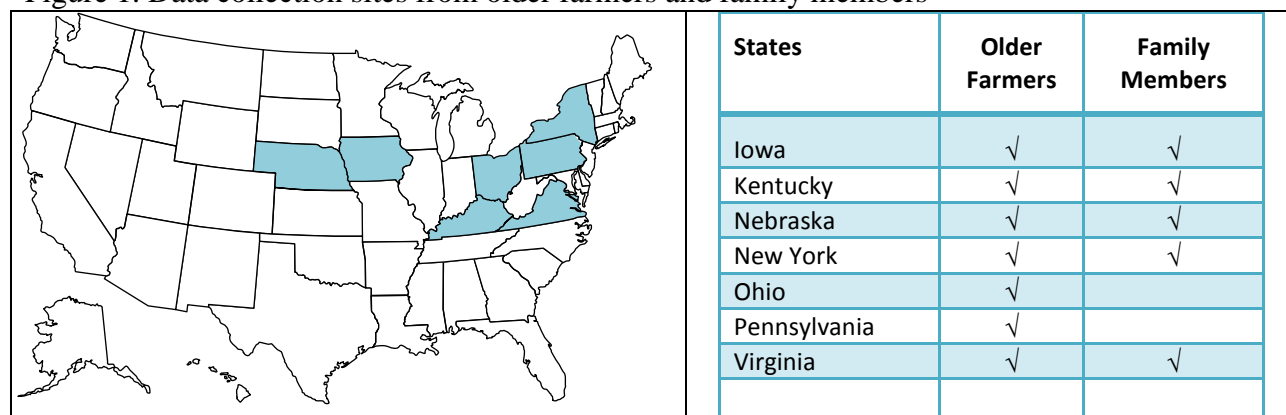 Figure 1. Data collection sites from older farmers and family members
States Older Farmers Family Members
Iowa √ √
Kentucky √ √
Nebraska √ √
New York √ √
Ohio √
Pennsylvania √
Virginia √ √